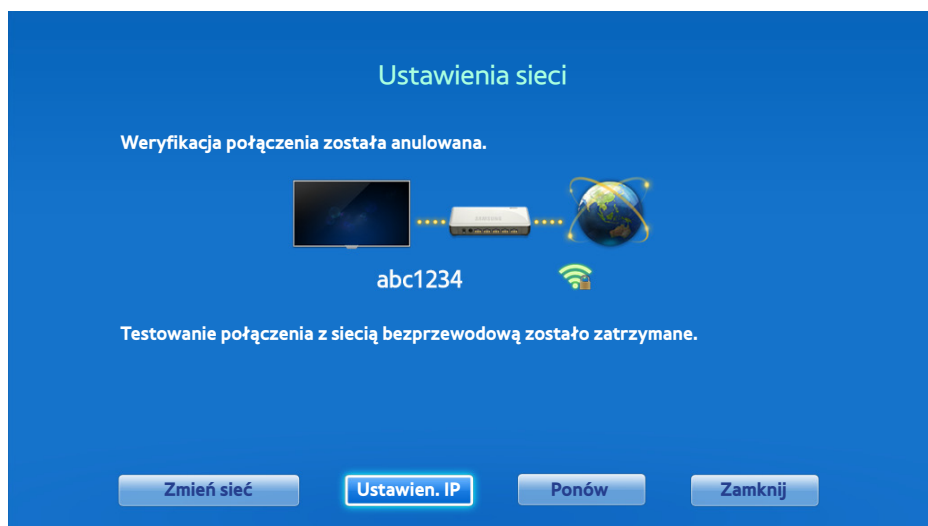 Ustawienia sieci
Weryfikacja połączenia została anulowana.
SAMSUNG
abc1234
Testowanie połączenia z siecią bezprzewodową zostało zatrzymane.
Zmień sieć Ustawien. IP Ponów Zamknij